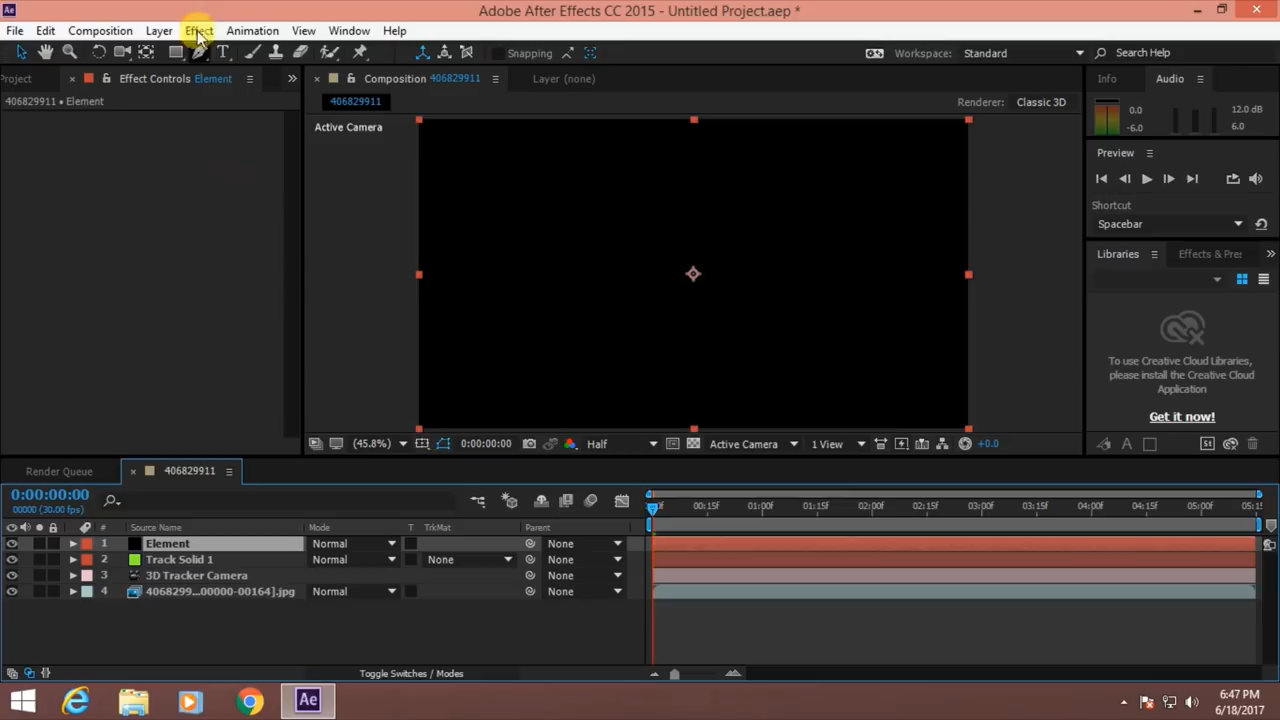 Ae Adobe After Effects CC 2015 - Untitled Project.aep *
File Edit Composition Layer Effect Animation View Window Help
T Snapping Workspace: Standard Search Help
Project Effect Controls Element Composition 406829911 Layer (none) Info Audio
406829911 • Element 406829911 Renderer: Classic 3D 0.0 12.0 dB
Active Camera -6.0 6.0
Preview
Shortcut
Spacebar
Libraries Effects & Pres
To use Creative Cloud Libraries,
please install the Creative Cloud
Application
Get it now!
(45.8%) 0:00:00:00 Half Active Camera 1 View +0.0
Render Queue 406829911
0:00:00:00
00000 (30.00 fps) 00:15f 01:00f 01:15f 02:00f 02:15f 03:00f 03:15f 04:00f 04:15f 05:00f 05:15
# Source Name Mode T TrkMat Parent
1 Element Normal None
2 Track Solid 1 Normal None None
3 3D Tracker Camera None
4 4068299...00000-00164].jpg Normal None
Toggle Switches / Modes
Ae 6:47 PM
6/18/2017